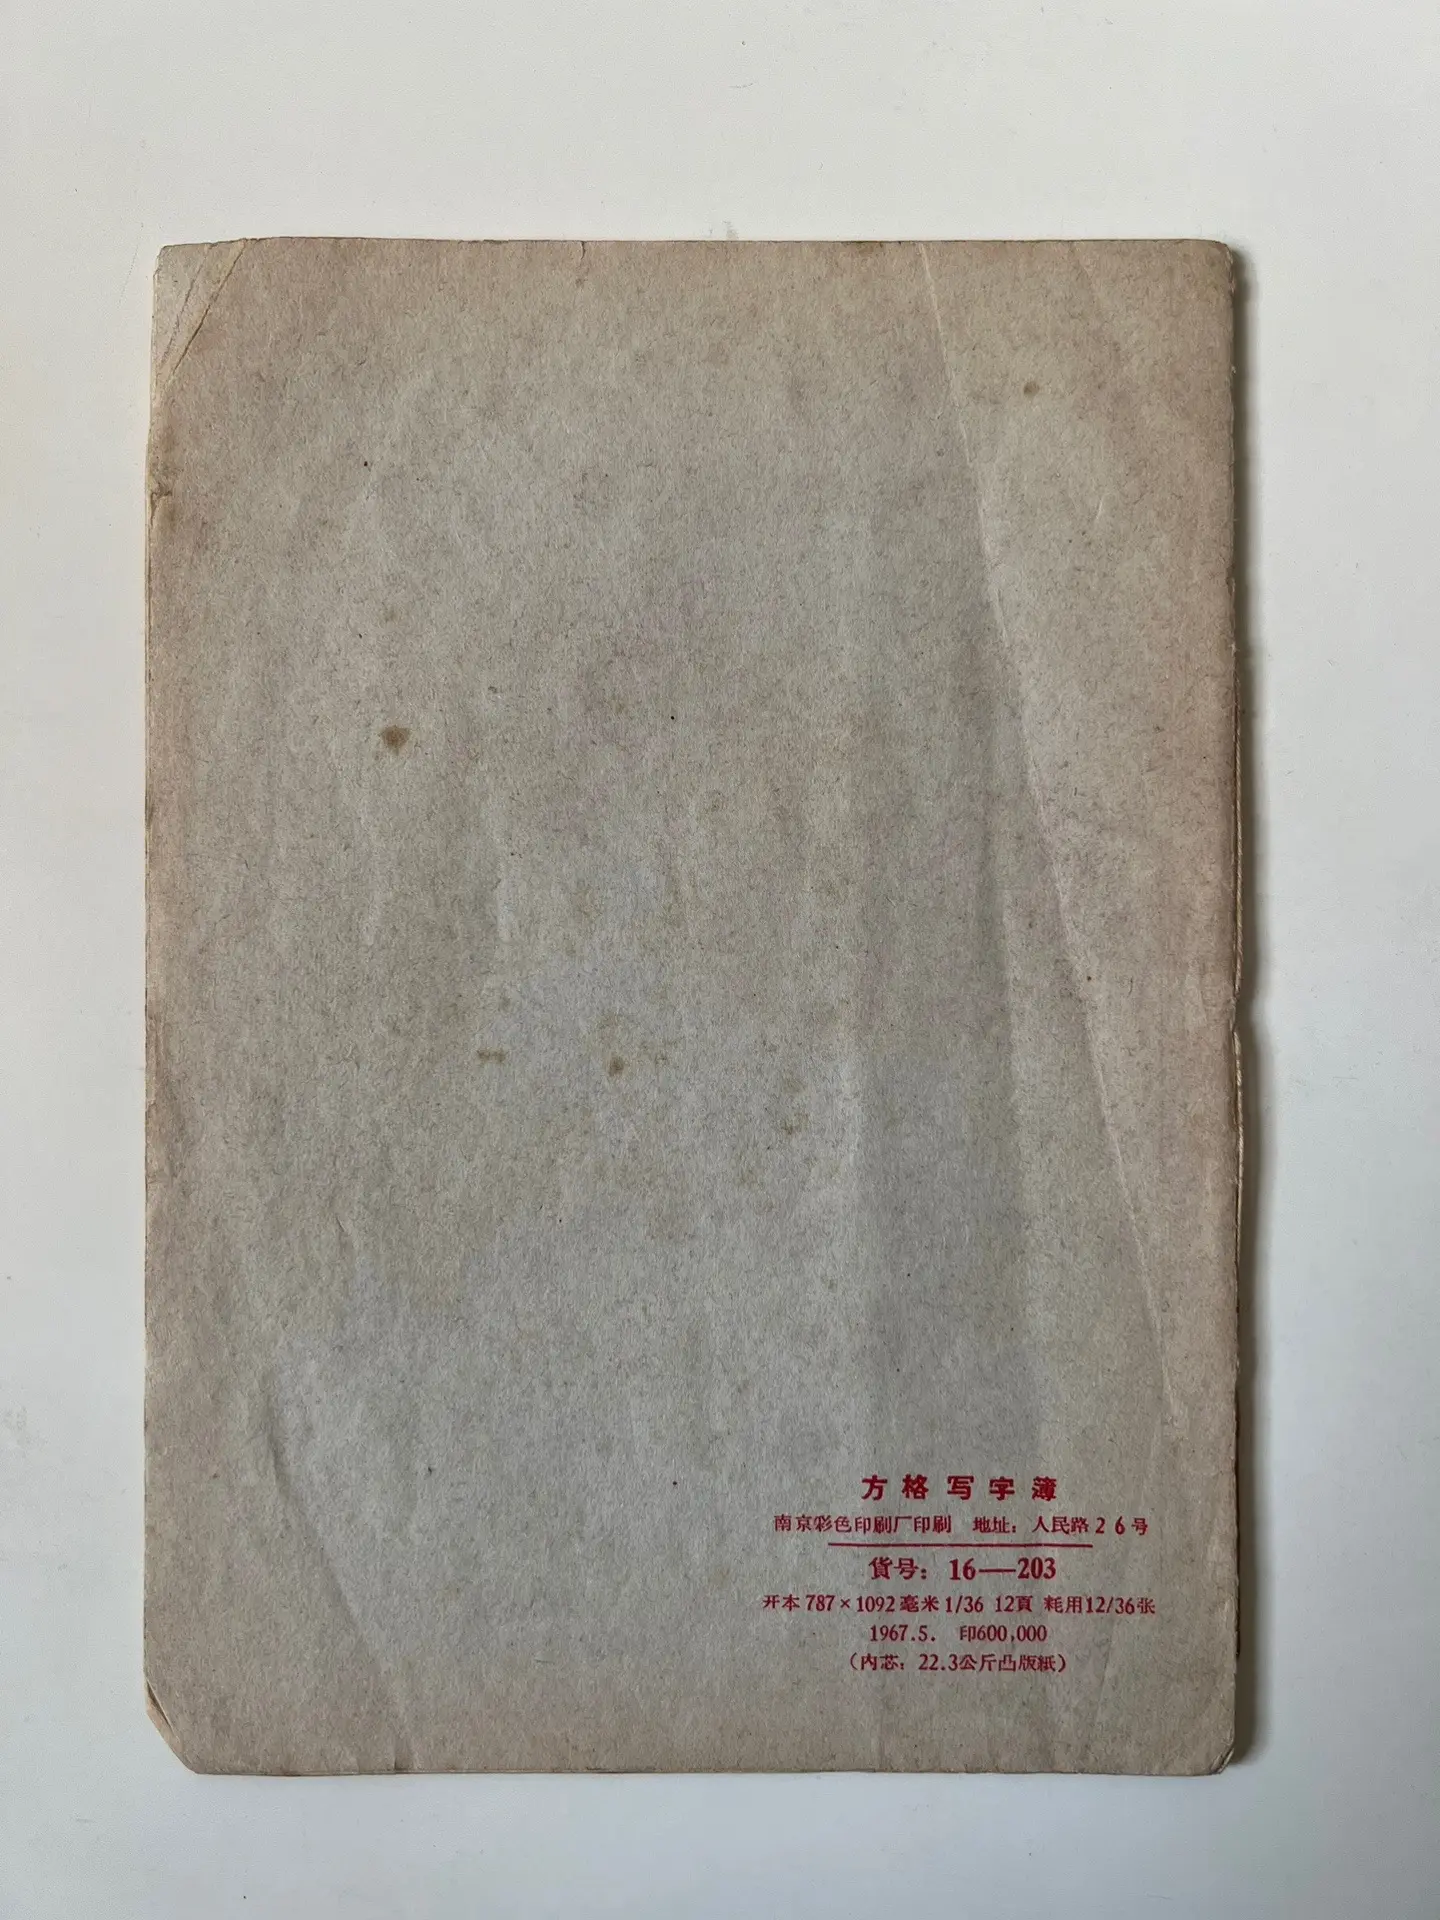 方格写字簿
南京彩色印刷厂印刷 地址：人民路26号
貨号：16—203
开本787×1092毫米1/36 12頁 耗用12/36张
1967.5. 印600,000
（内芯：22.3公斤凸版紙）